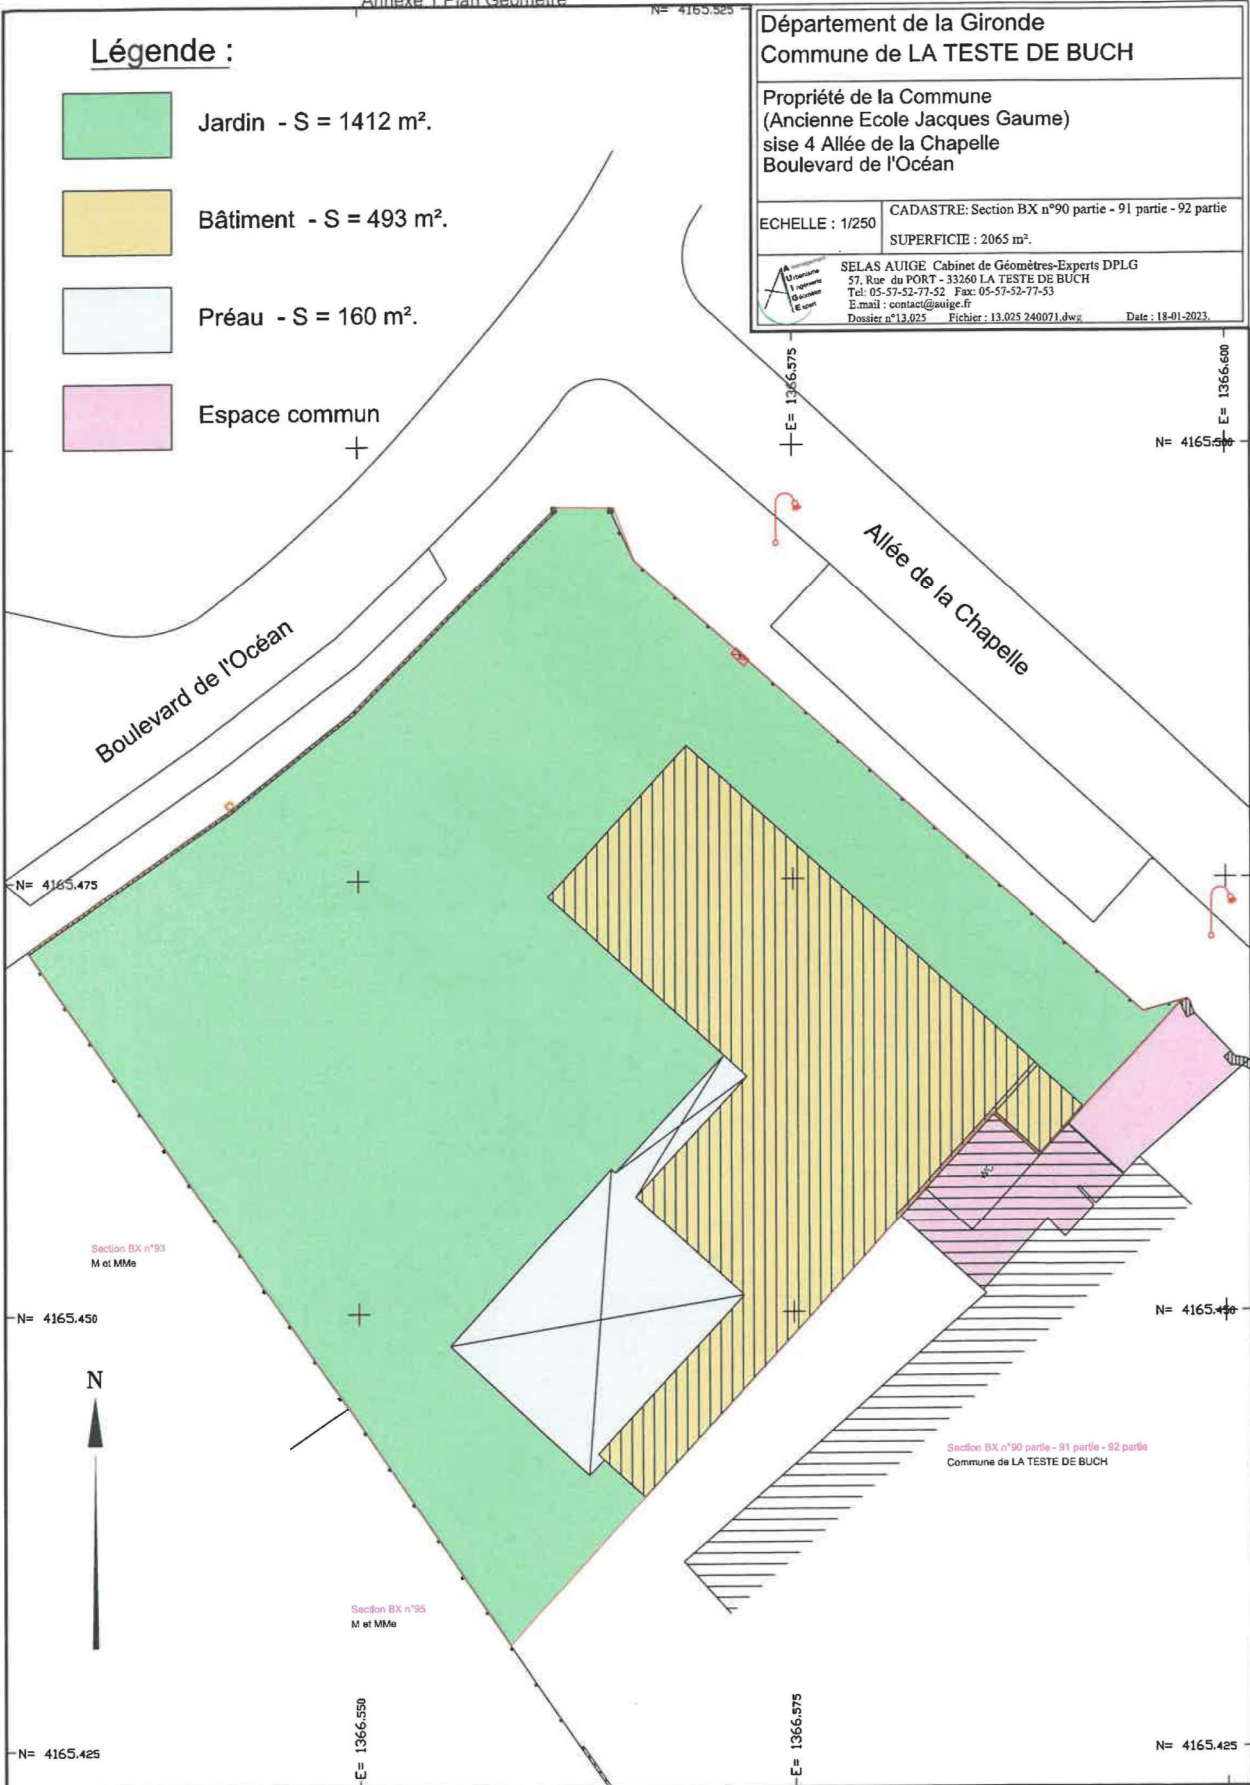 Annexe 1 Plan Géomètre
N= 4165.525
Légende :
Jardin - S = 1412 m².
Bâtiment - S = 493 m².
Préau - S = 160 m².
Espace commun
Département de la Gironde
Commune de LA TESTE DE BUCH
Propriété de la Commune
(Ancienne Ecole Jacques Gaume)
sise 4 Allée de la Chapelle
Boulevard de l'Océan
ECHELLE : 1/250
CADASTRE: Section BX n°90 partie - 91 partie - 92 partie
SUPERFICIE : 2065 m².
Aménagement
Urbanisme
Ingénierie
Géomètre
Expert
SELAS AUIGE Cabinet de Géomètres-Experts DPLG
57, Rue du PORT - 33260 LA TESTE DE BUCH
Tel: 05-57-52-77-52 Fax: 05-57-52-77-53
E.mail : contact@auige.fr
Dossier n°13.025 Fichier : 13.025 240071.dwg Date : 18-01-2023.
E= 1366.575
E= 1366.600
N= 4165.500
Allée de la Chapelle
Boulevard de l'Océan
N= 4165.475
WC
Section BX n°93
M et MMe
N= 4165.450
N= 4165.450
N
Section BX n°90 partie - 91 partie - 92 partie
Commune de LA TESTE DE BUCH
Section BX n°95
M et MMe
E= 1366.550
E= 1366.575
N= 4165.425
N= 4165.425